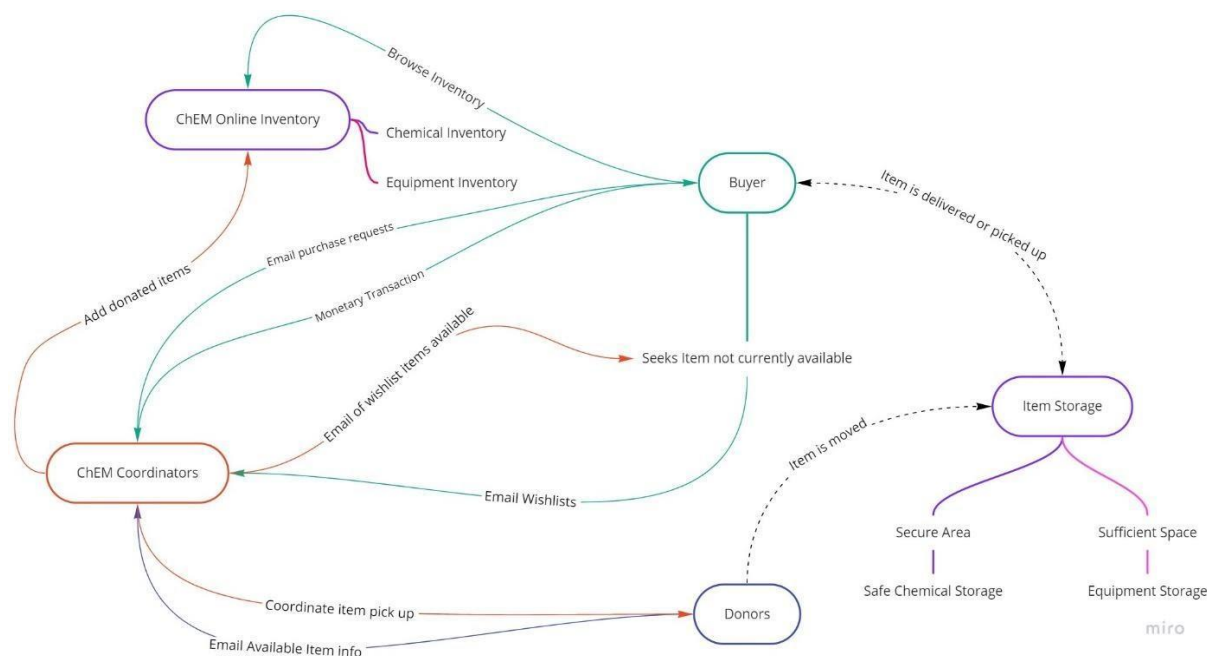 Browse Inventory
ChEM Online Inventory
Chemical Inventory
Equipment Inventory
Buyer
Item is delivered or picked up
Email purchase requests
Add donated items
Monetary Transaction
Email of wishlist items available
Seeks Item not currently available
Item Storage
Item is moved
ChEM Coordinators
Email Wishlists
Secure Area
Sufficient Space
Safe Chemical Storage
Equipment Storage
Coordinate item pick up
Donors
Email Available Item info
miro